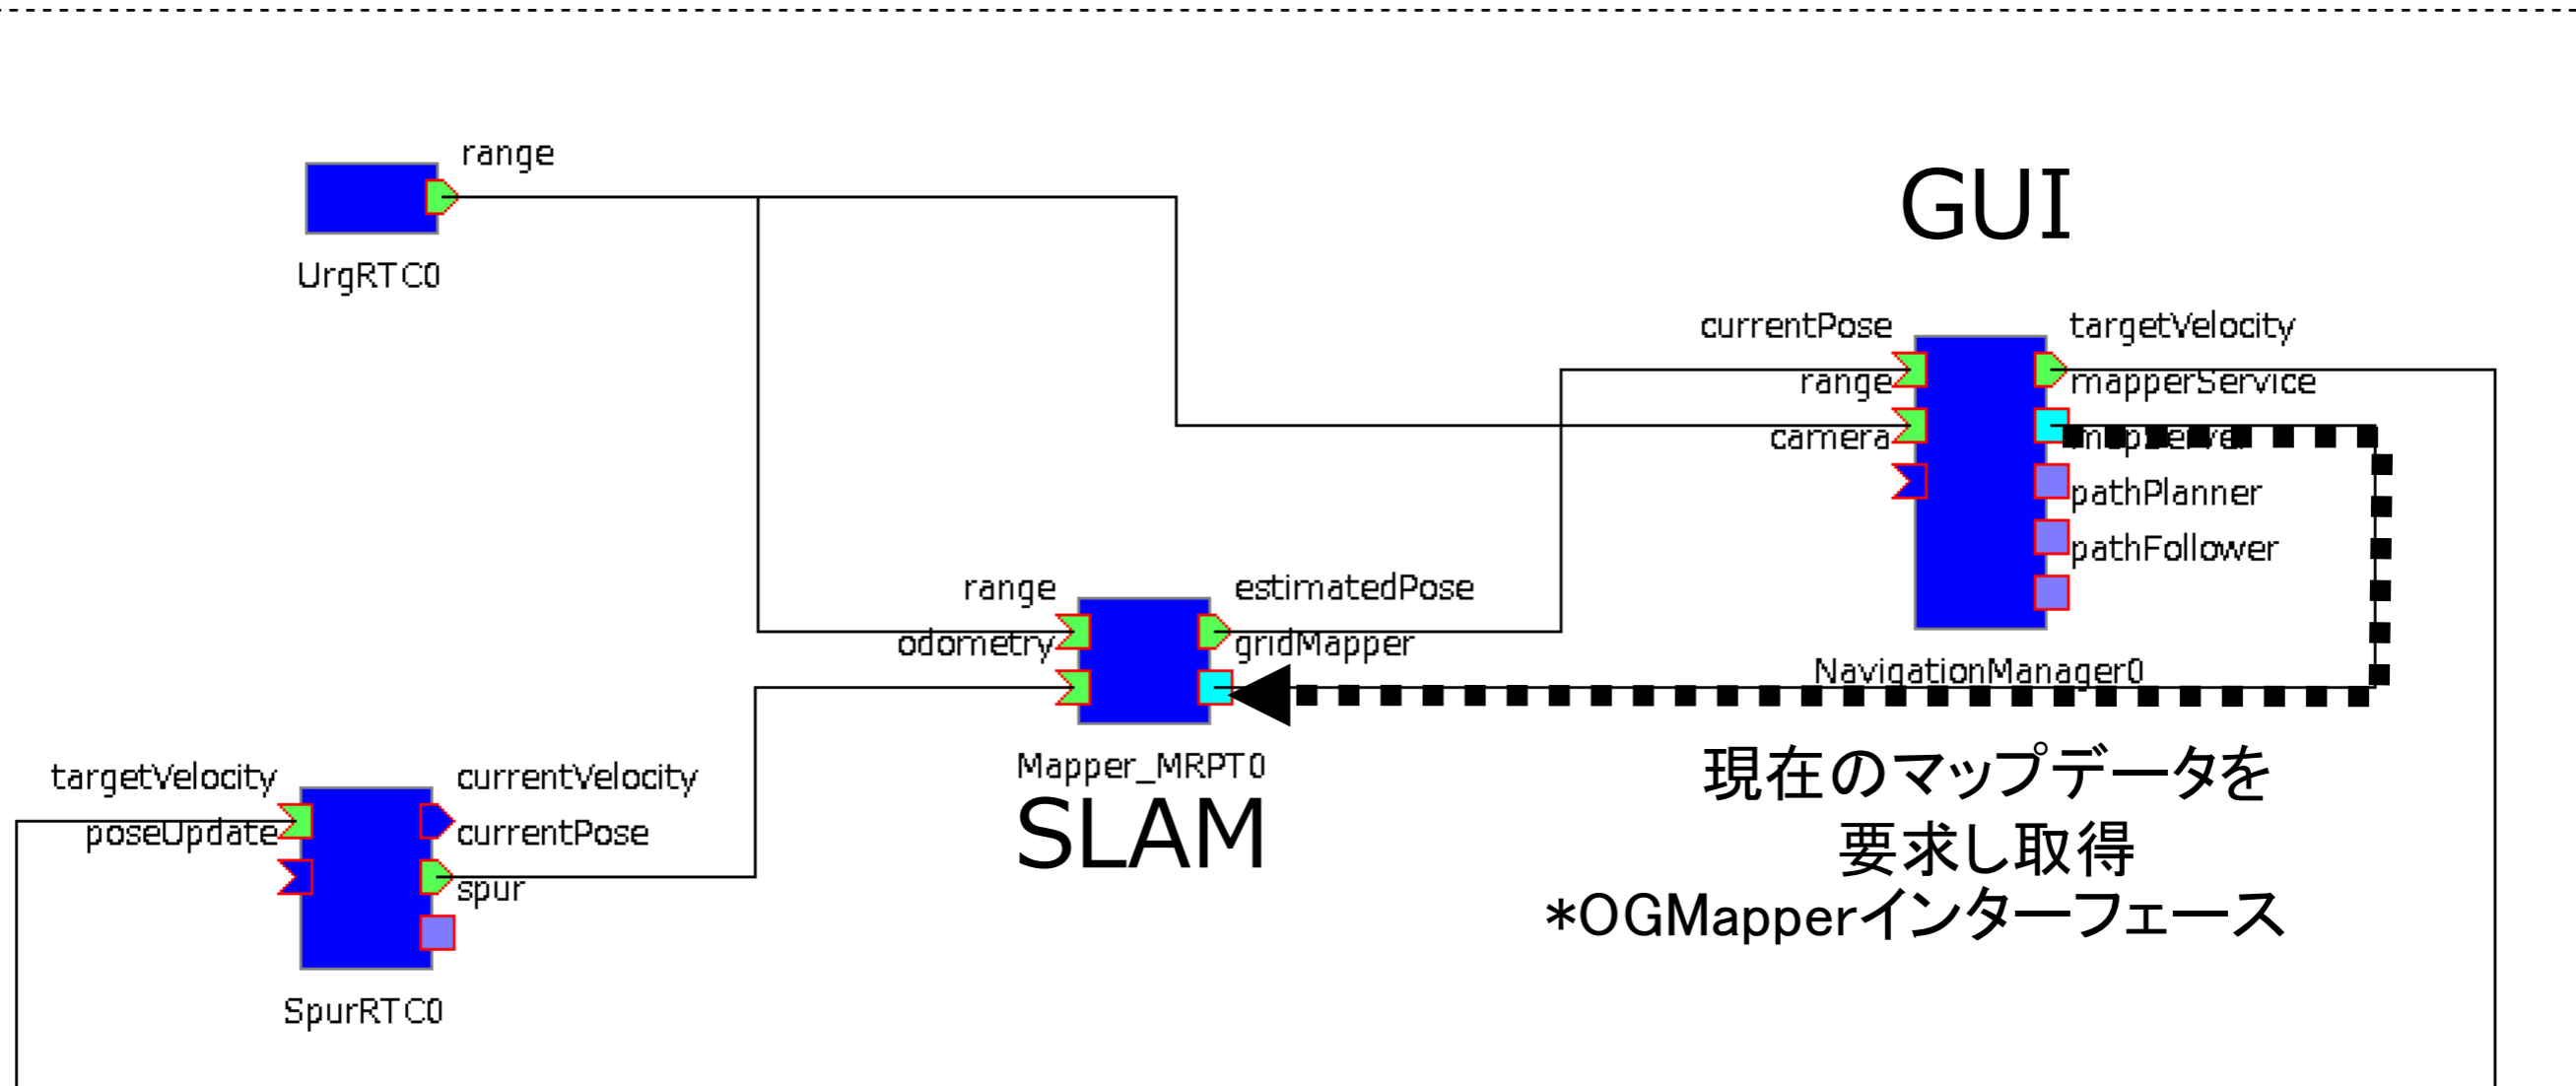 range
UrgRTC0
GUI
currentPose
range
camera
targetVelocity
mapperService
mapServer
pathPlanner
pathFollower
NavigationManager0
range
odometry
estimatedPose
gridMapper
Mapper_MRPT0
SLAM
targetVelocity
poseUpdate
currentVelocity
currentPose
spur
SpurRTC0
現在のマップデータを
要求し取得
*OGMapperインターフェース